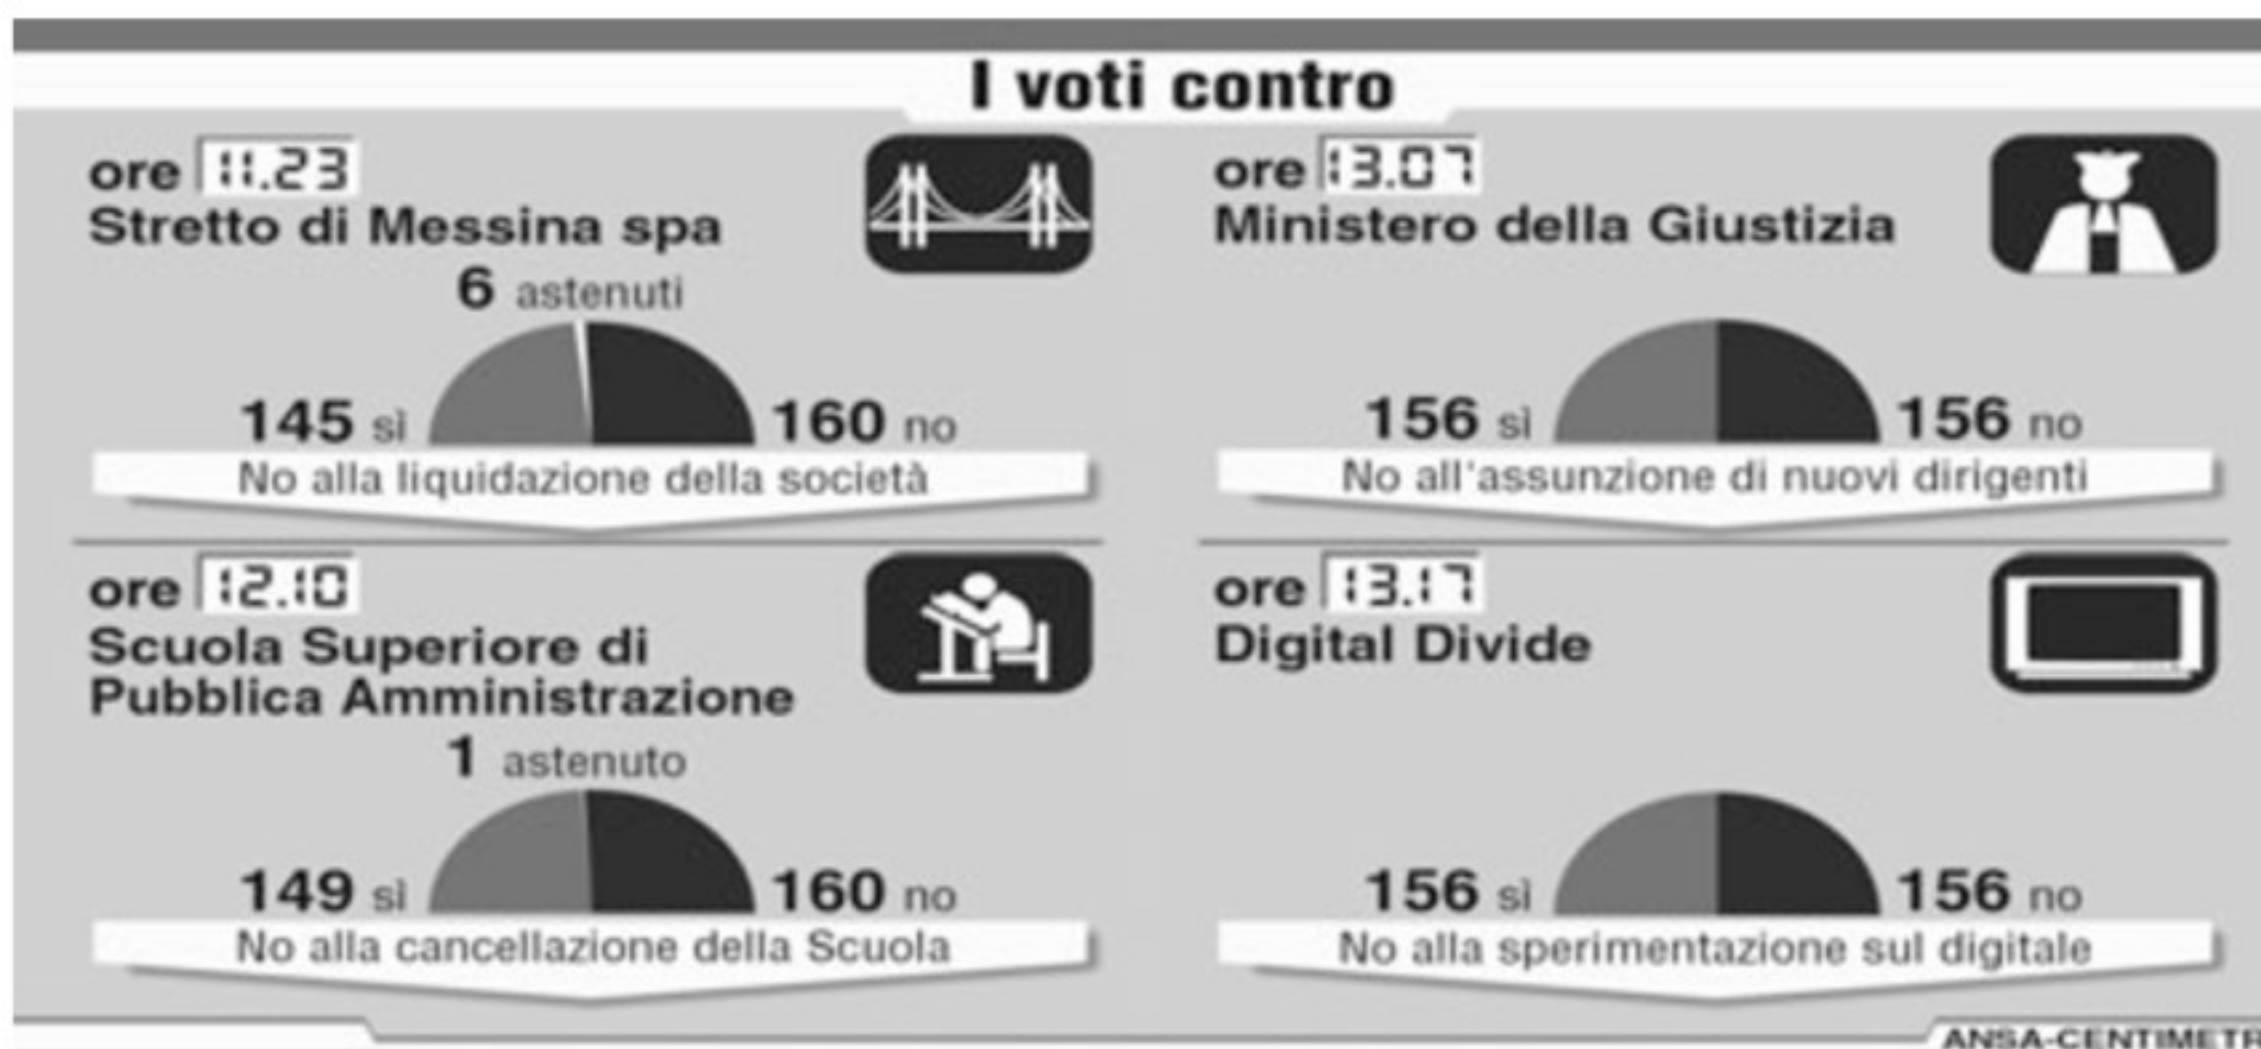 I voti contro
ore 11.23
Stretto di Messina spa
6 astenuti
145 sì
160 no
No alla liquidazione della società
ore 13.07
Ministero della Giustizia
156 sì
156 no
No all'assunzione di nuovi dirigenti
ore 12.10
Scuola Superiore di
Pubblica Amministrazione
1 astenuto
149 sì
160 no
No alla cancellazione della Scuola
ore 13.17
Digital Divide
156 sì
156 no
No alla sperimentazione sul digitale
ANSA-CENTIMETR